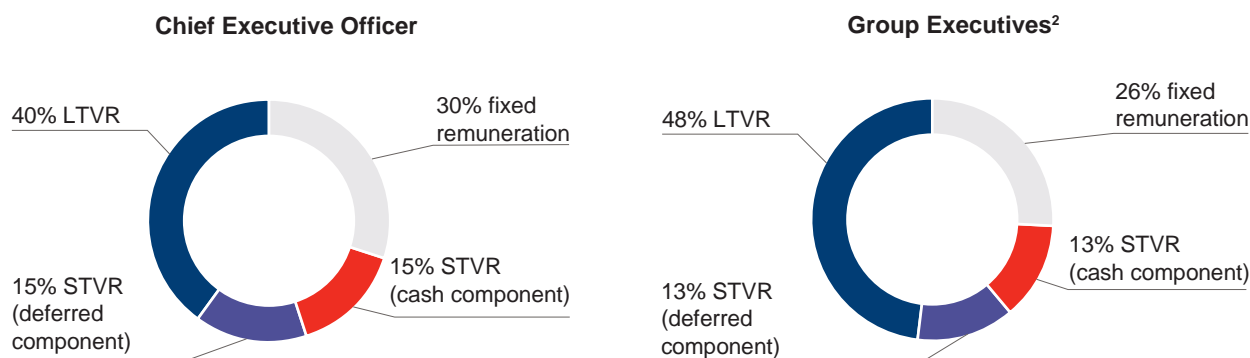 Chief Executive Officer
40% LTVR
30% fixed
remuneration
15% STVR
(deferred
component)
15% STVR
(cash component)
Group Executives²
48% LTVR
26% fixed
remuneration
13% STVR
(deferred
component)
13% STVR
(cash component)